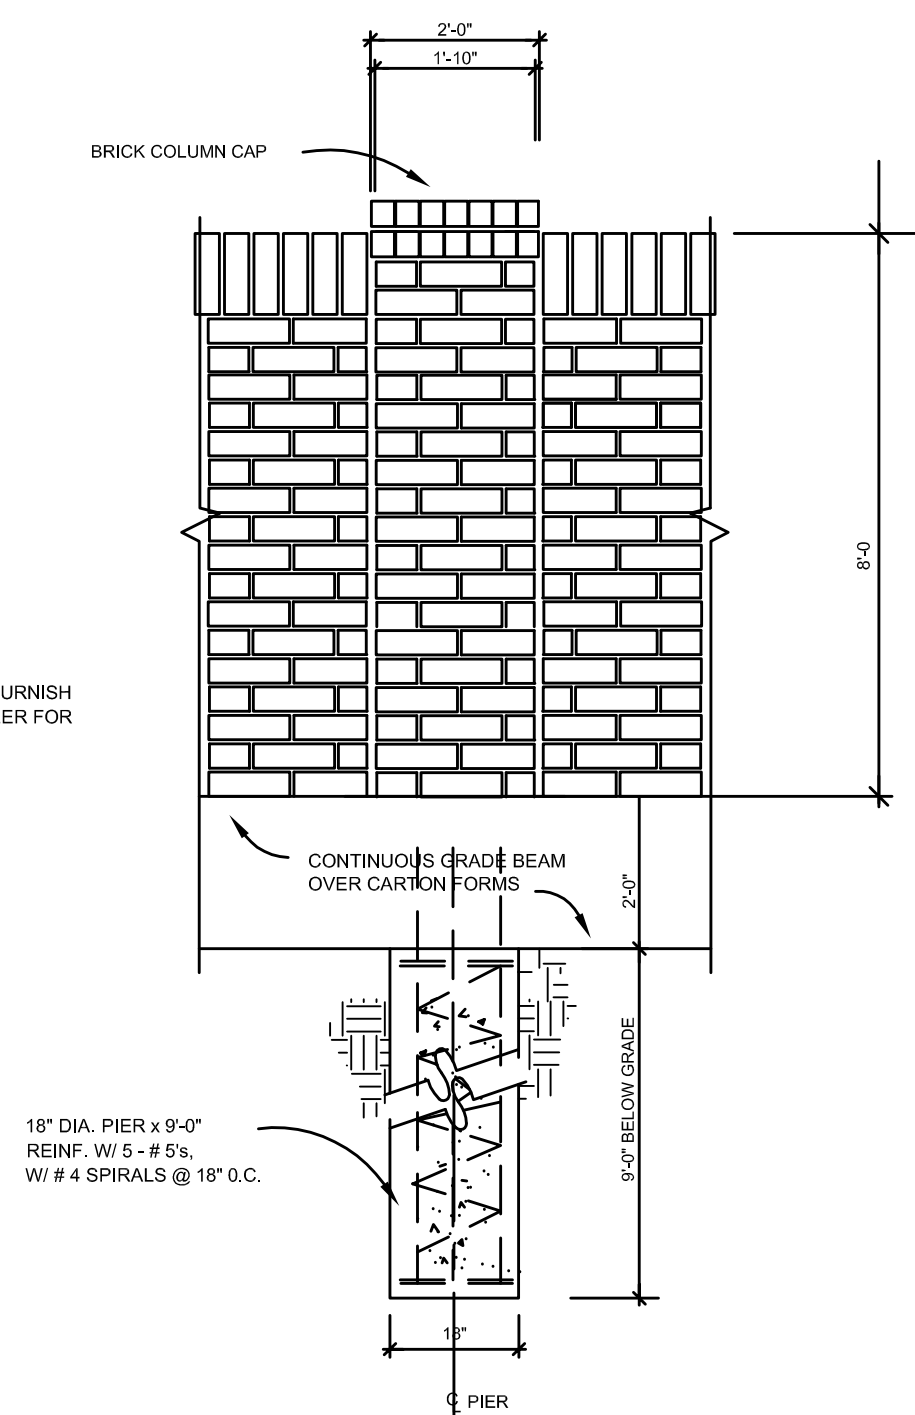 2'-0"
1'-10"
BRICK COLUMN CAP
8'-0
URNISH
ER FOR
CONTINUOUS GRADE BEAM
OVER CARTON FORMS
2'-0"
9'-0" BELOW GRADE
18" DIA. PIER x 9'-0"
REINF. W/ 5 - # 5's,
W/ # 4 SPIRALS @ 18" 0.C.
18"
℄ PIER